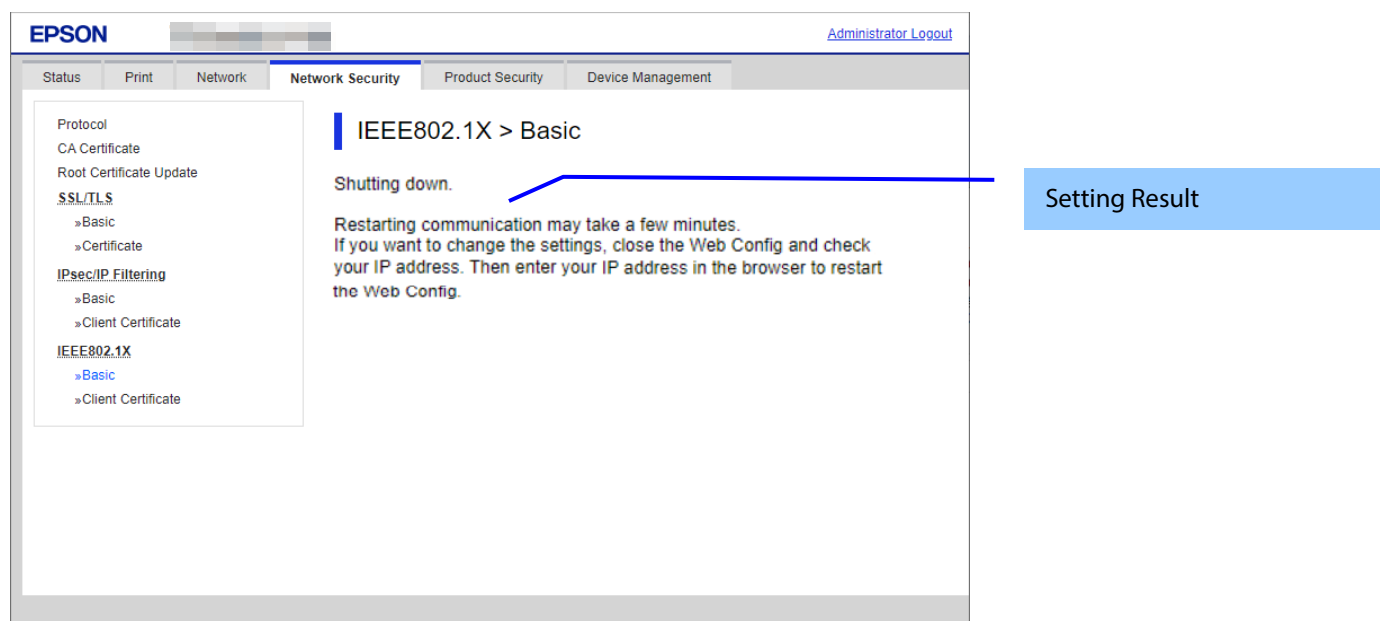 EPSON
Administrator Logout
Status Print Network Network Security Product Security Device Management
Protocol
CA Certificate
Root Certificate Update
SSL/TLS
»Basic
»Certificate
IPsec/IP Filtering
»Basic
»Client Certificate
IEEE802.1X
»Basic
»Client Certificate
IEEE802.1X > Basic
Shutting down.
Restarting communication may take a few minutes.
If you want to change the settings, close the Web Config and check
your IP address. Then enter your IP address in the browser to restart
the Web Config.
Setting Result